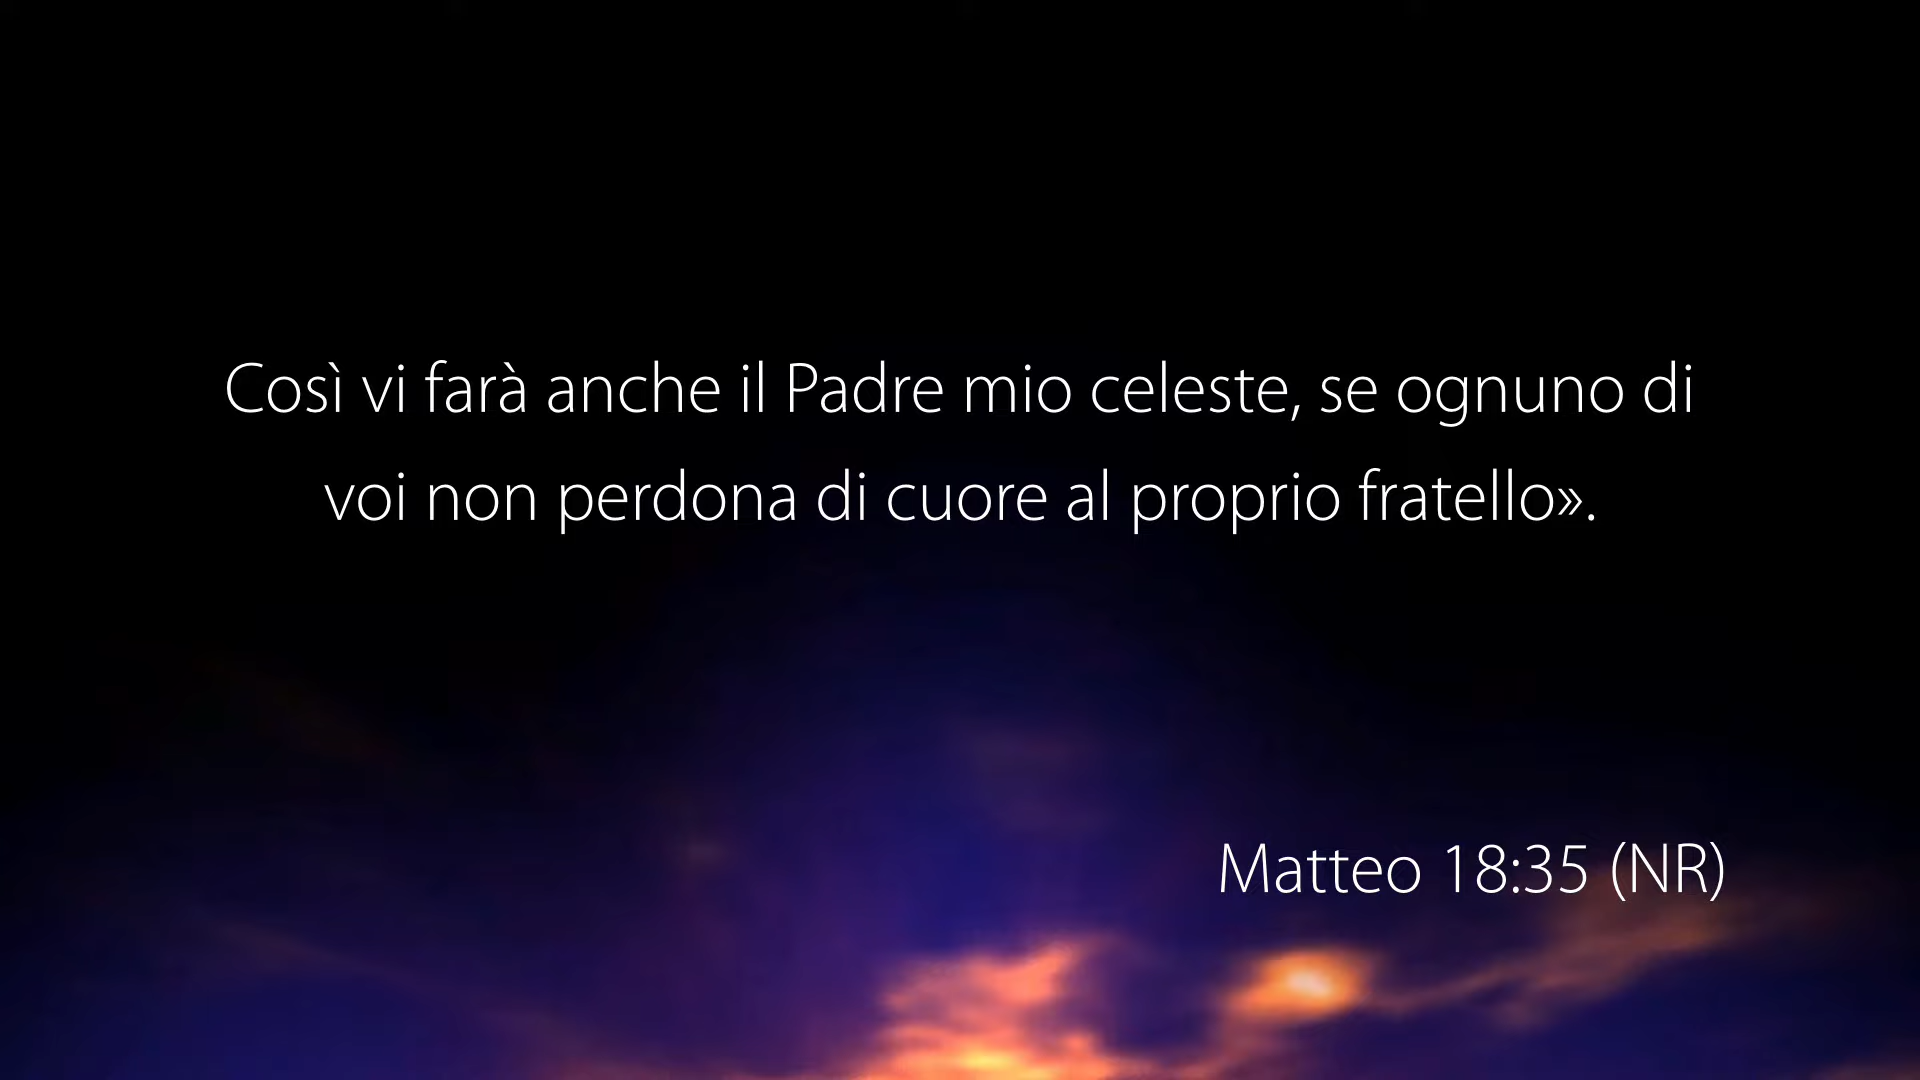 Così vi farà anche il Padre mio celeste, se ognuno di
voi non perdona di cuore al proprio fratello».
Matteo 18:35 (NR)